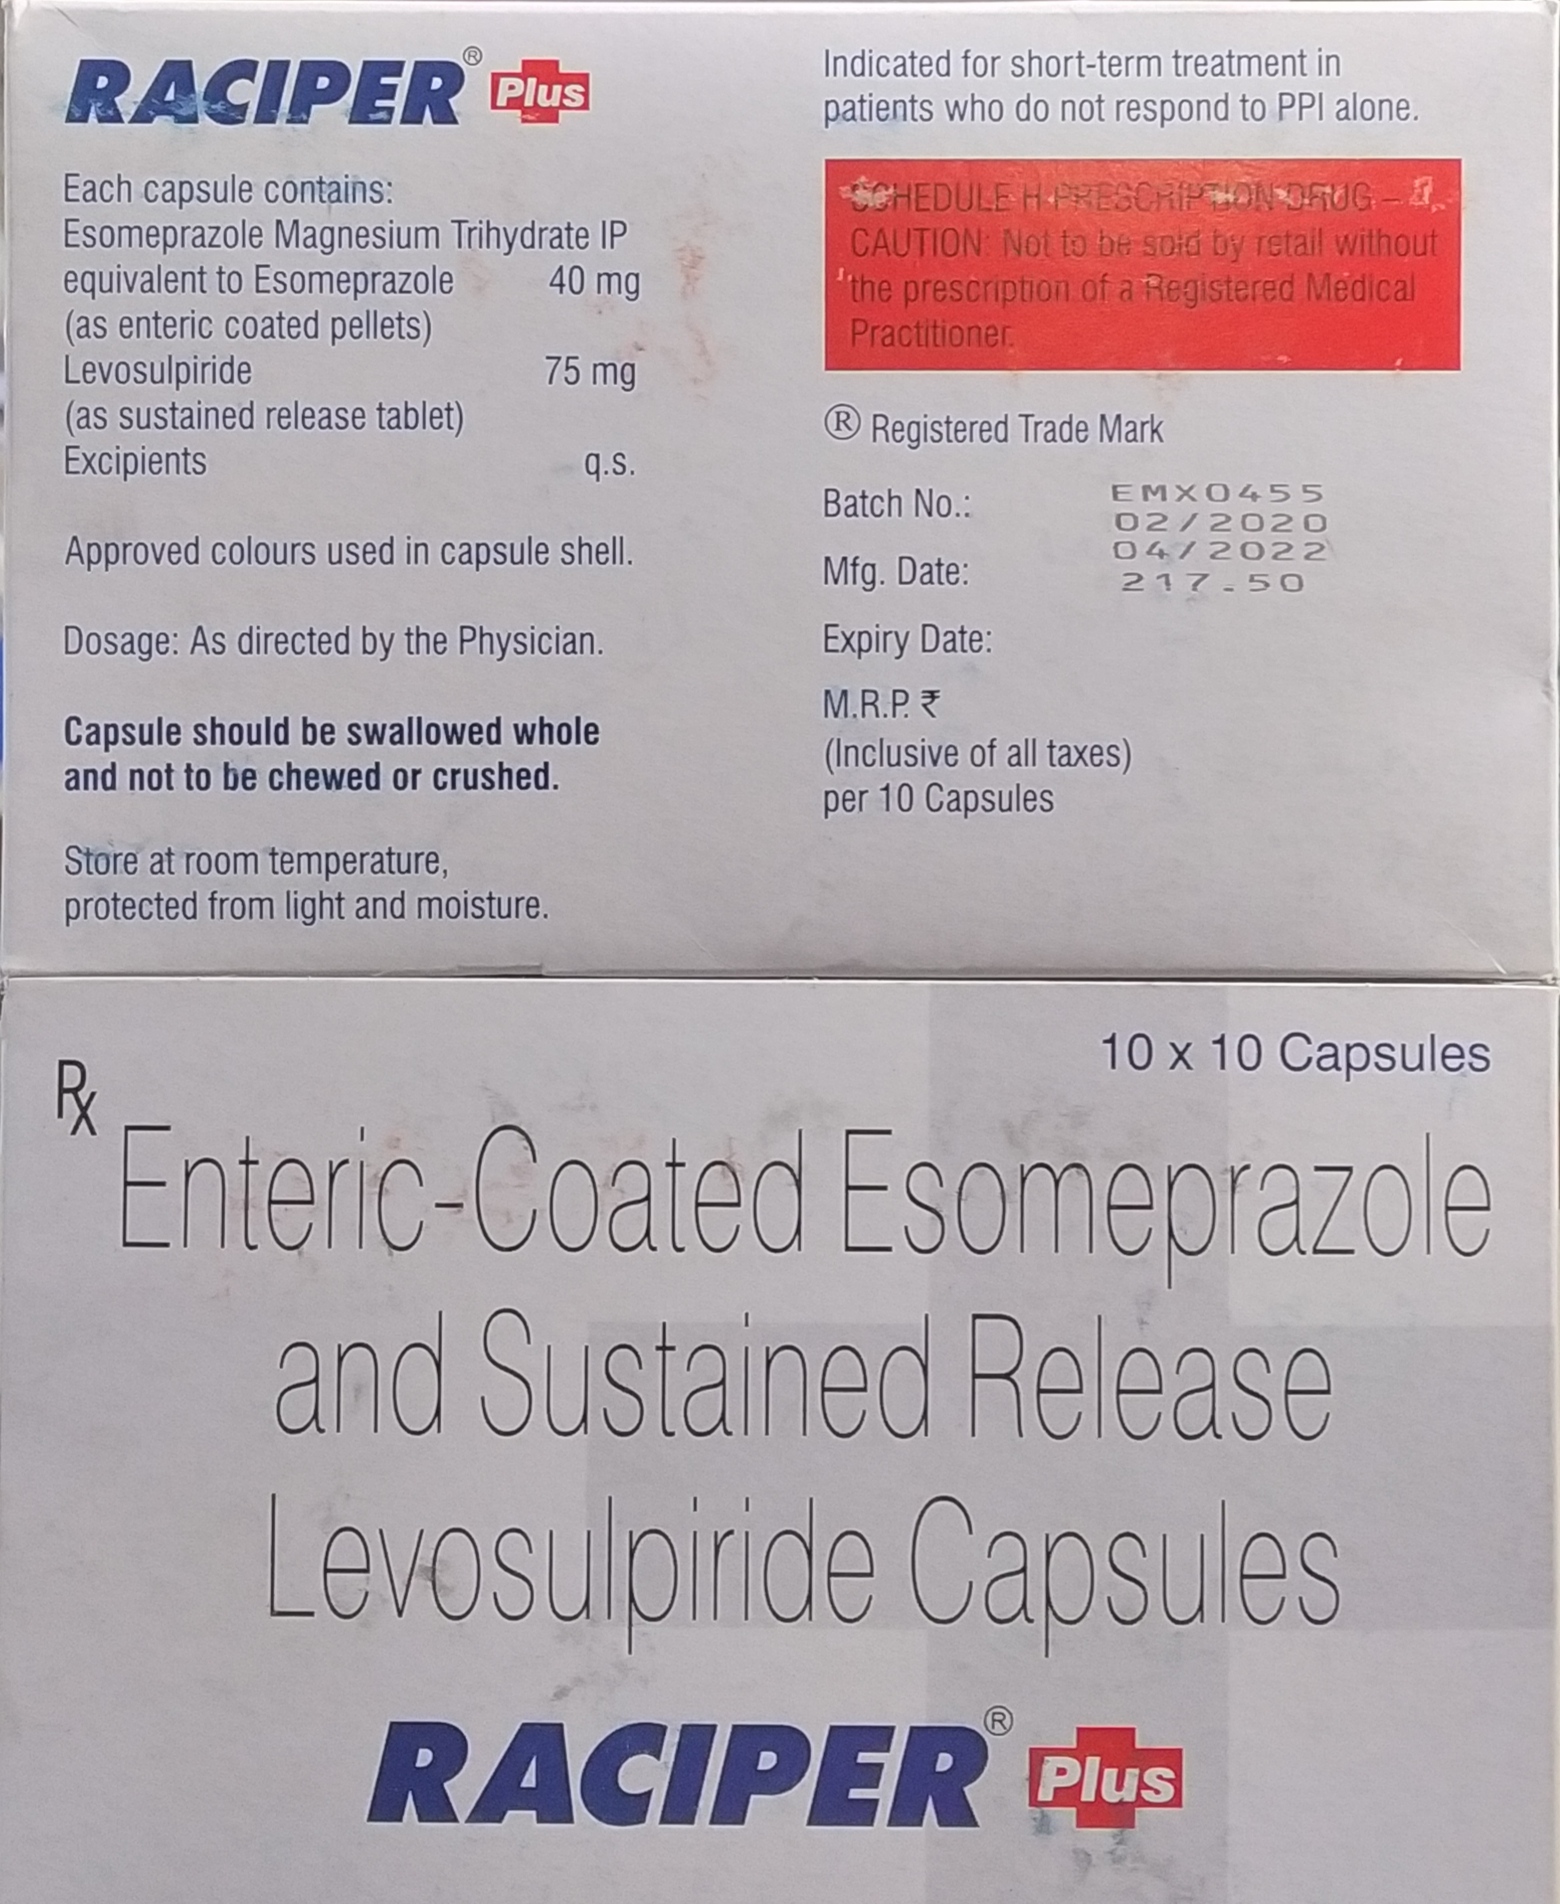 RACIPER® Plus
Each capsule contains:
Esomeprazole Magnesium Trihydrate IP
equivalent to Esomeprazole 40 mg
(as enteric coated pellets)
Levosulpiride 75 mg
(as sustained release tablet)
Excipients q.s.
Approved colours used in capsule shell.
Dosage: As directed by the Physician.
Capsule should be swallowed whole
and not to be chewed or crushed.
Store at room temperature,
protected from light and moisture.
Indicated for short-term treatment in
patients who do not respond to PPI alone.
SCHEDULE H PRESCRIPTION DRUG –
CAUTION: Not to be sold by retail without
the prescription of a Registered Medical
Practitioner.
® Registered Trade Mark
Batch No.:
Mfg. Date:
Expiry Date:
M.R.P. ₹
(Inclusive of all taxes)
per 10 Capsules
EMX0455
02/2020
04/2022
217.50
10 x 10 Capsules
Rx
Enteric-Coated Esomeprazole
and Sustained Release
Levosulpiride Capsules
RACIPER® Plus